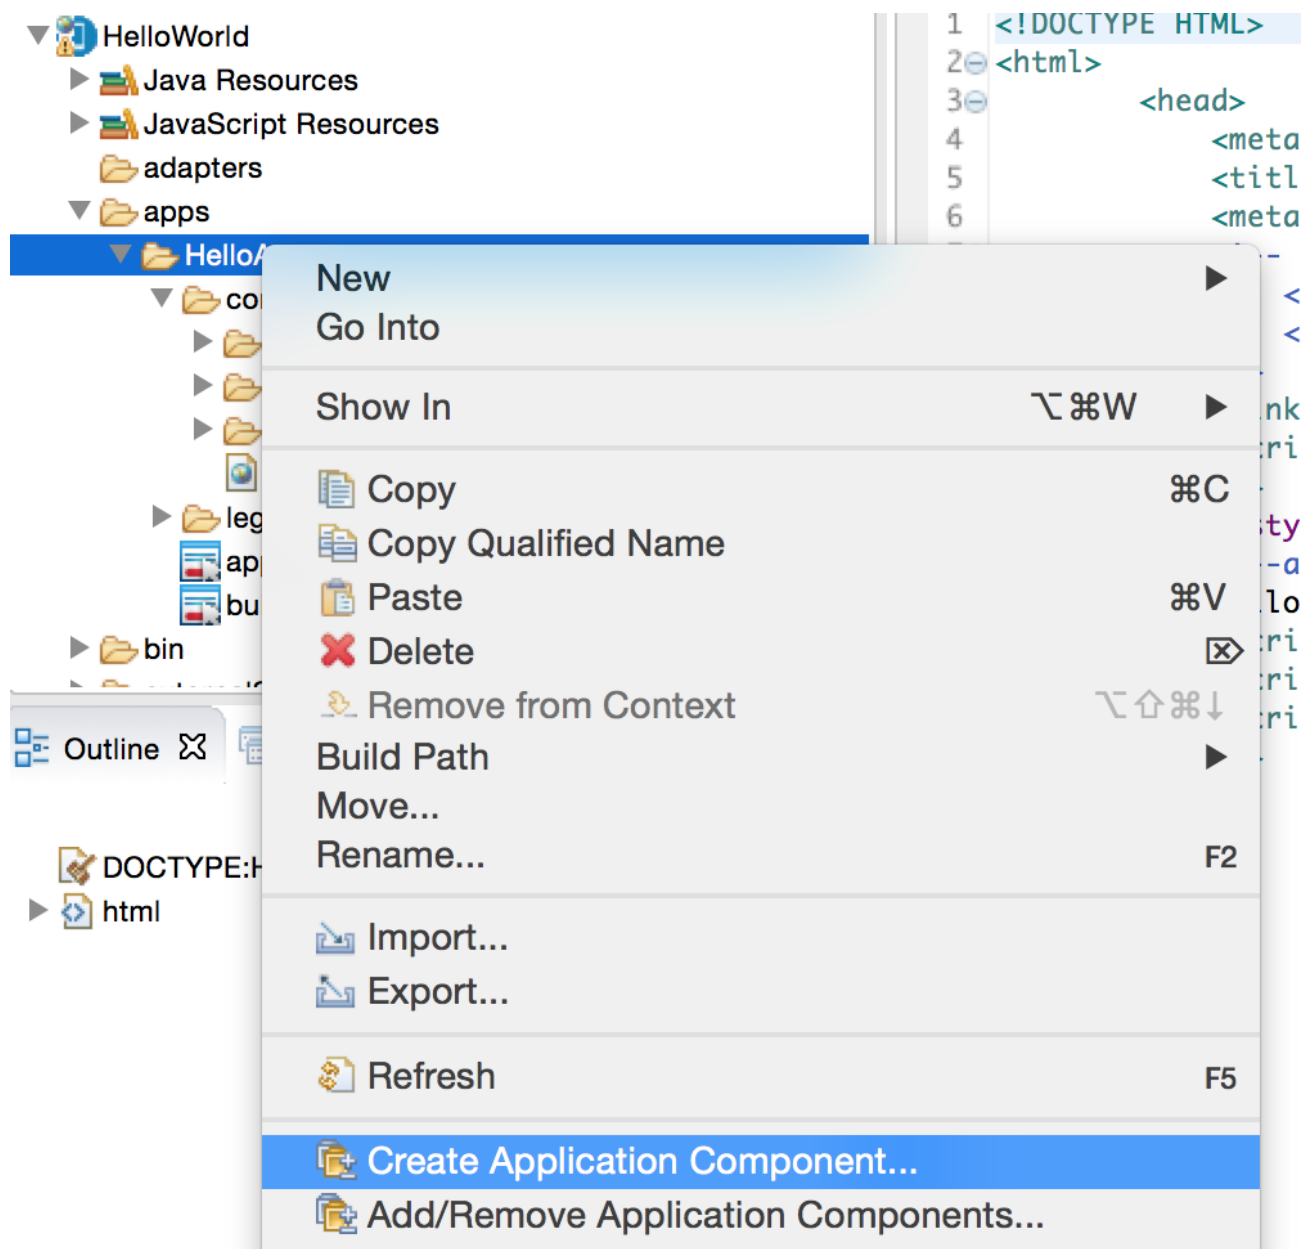 HelloWorld
Java Resources
JavaScript Resources
adapters
apps
bin
Outline
html
1 <!DOCTYPE HTML>
2 <html>
3 <head>
4 <meta
5
6 <meta
New
Go Into
Show In ⌥⌘W
Copy ⌘C
Copy Qualified Name
Paste ⌘V
Delete ⌦
Remove from Context ⌥⇧⌘↓
Build Path
Move...
Rename... F2
Import...
Export...
Refresh F5
Create Application Component...
Add/Remove Application Components...